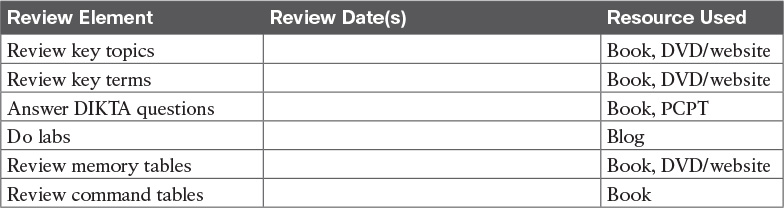 Review Element Review Date(s) Resource Used
Review key topics Book, DVD/website
Review key terms Book, DVD/website
Answer DIKTA questions Book, PCPT
Do labs Blog
Review memory tables Book, DVD/website
Review command tables Book